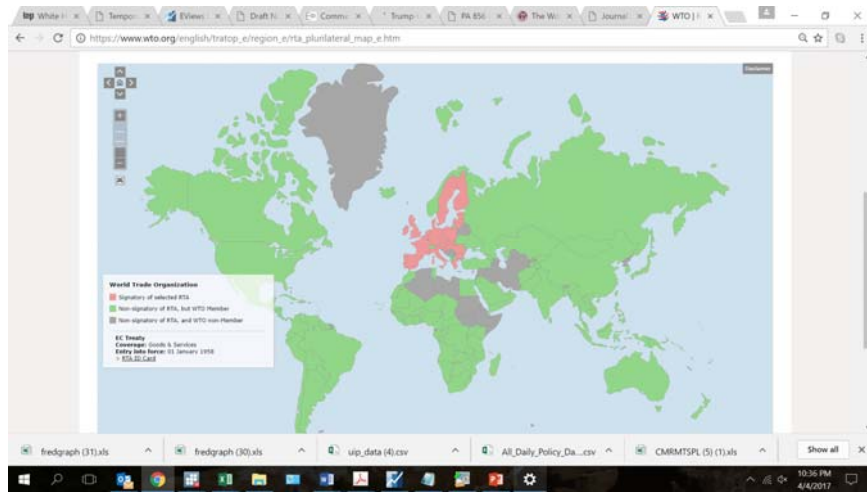 White H
Tempor
EViews
Draft N
Comme
Trump
PA 856
The Wa
Journal
WTO |
https://www.wto.org/english/tratop_e/region_e/rta_plurilateral_map_e.htm
Disclaimer
World Trade Organization
Signatory of selected RTA
Non-signatory of RTA, but WTO Member
Non-signatory of RTA, and WTO non-Member
EC Treaty
Coverage: Goods & Services
Entry into force: 01 January 1958
> RTA ID Card
fredgraph (31).xls
fredgraph (30).xls
uip_data (4).csv
All_Daily_Policy_Da....csv
CMRMTSPL (5) (1).xls
Show all
10:36 PM
4/4/2017